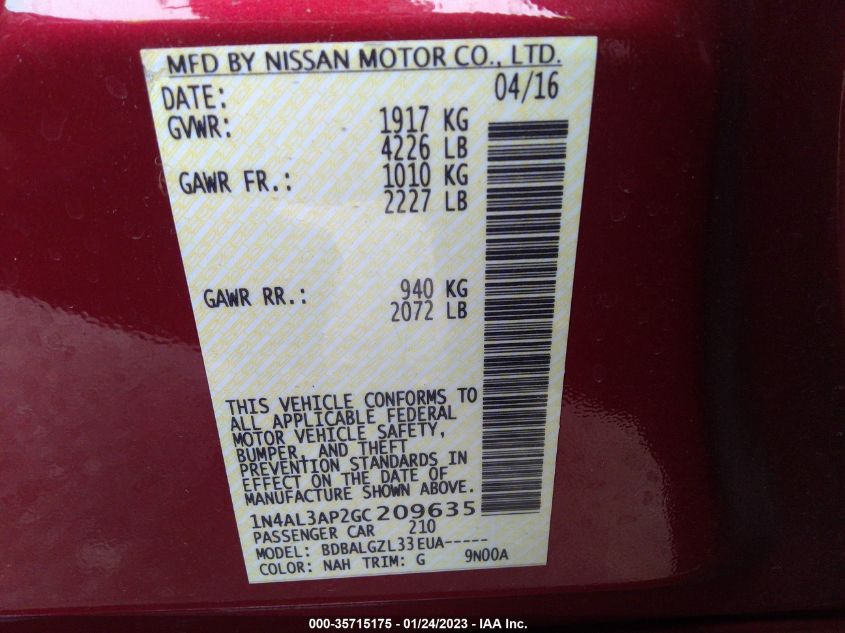 MFD BY NISSAN MOTOR CO., LTD.
DATE: 04/16
GVWR: 1917 KG
4226 LB
GAWR FR.: 1010 KG
2227 LB
GAWR RR.: 940 KG
2072 LB
THIS VEHICLE CONFORMS TO
ALL APPLICABLE FEDERAL
MOTOR VEHICLE SAFETY,
BUMPER, AND THEFT
PREVENTION STANDARDS IN
EFFECT ON THE DATE OF
MANUFACTURE SHOWN ABOVE.
1N4AL3AP2GC209635
PASSENGER CAR 210
MODEL: BDBALGZL33EUA-----
COLOR: NAH TRIM: G 9N00A
000-35715175 - 01/24/2023 - IAA Inc.